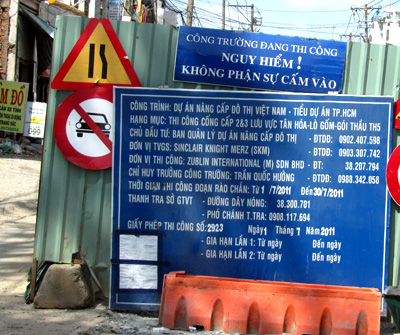 CÔNG TRƯỜNG ĐANG THI CÔNG
NGUY HIỂM !
KHÔNG PHẬN SỰ CẤM VÀO
CÔNG TRÌNH: DỰ ÁN NÂNG CẤP ĐÔ THỊ VIỆT NAM - TIỂU DỰ ÁN TP.HCM
HẠNG MỤC: THI CÔNG CỐNG CẤP 2&3 LƯU VỰC TÂN HÓA-LÒ GỐM-GÓI THẦU TH5
CHỦ ĐẦU TƯ: BAN QUẢN LÝ DỰ ÁN NÂNG CẤP ĐÔ THỊ - ĐTDĐ: 0902.407.598
ĐƠN VỊ TVGS: SINCLAIR KNIGHT MERZ (SKM) - ĐTDĐ: 0903.307.742
ĐƠN VỊ THI CÔNG: ZUBLIN INTERNATIONAL (M) SDN BHD - ĐT: 38.207.794
CHỈ HUY TRƯỞNG CÔNG TRƯỜNG: TRẦN QUỐC HƯỜNG - ĐTDĐ: 0988.342.058
THỜI GIAN THI CÔNG ĐOẠN RÀO CHẮN: Từ 1/7/2011 ĐẾN 30/7/2011
THANH TRA SỞ GTVT - ĐƯỜNG DÂY NÓNG: 38.300.701
- PHÓ CHÁNH T.TRA: 0908.117.694
GIẤY PHÉP THI CÔNG SỐ: 2923 Ngày 1 Tháng 7 Năm 2011
- GIA HẠN LẦN 1: Từ ngày Đến ngày
- GIA HẠN LẦN 2: Từ ngày Đến ngày